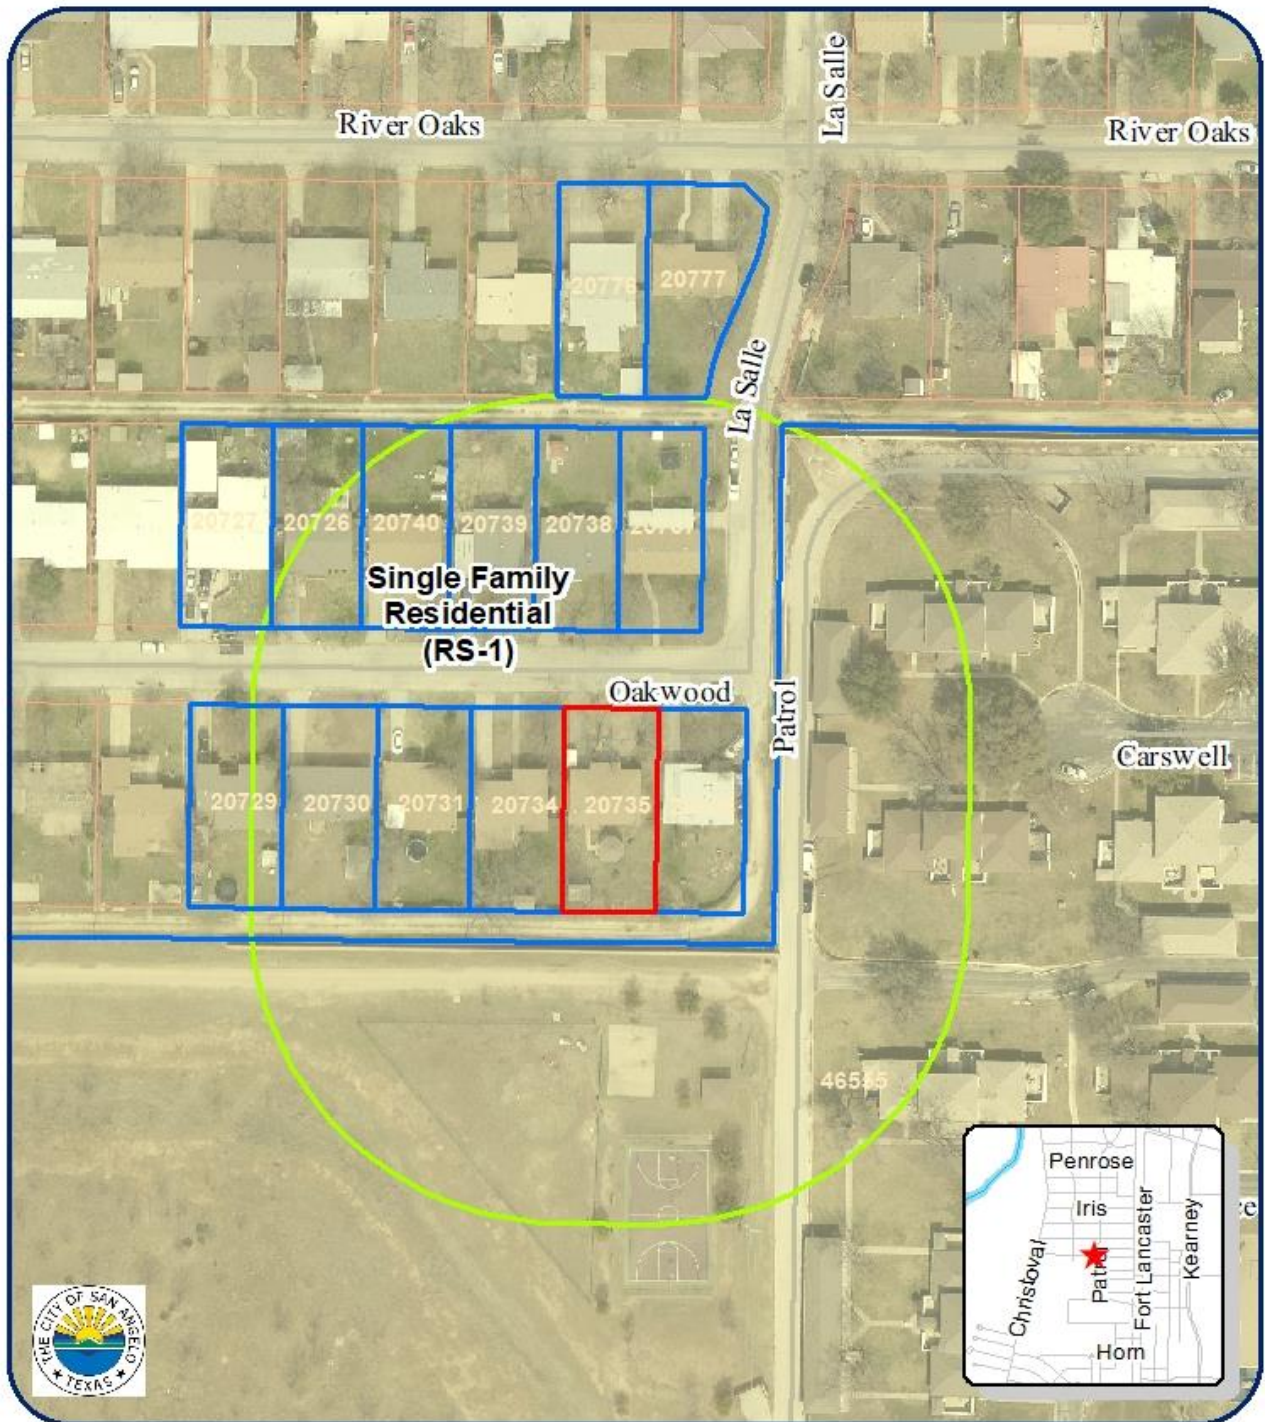 La Salle
River Oaks
River Oaks
20776
20777
La Salle
20727
20726
20740
20739
20738
Single Family
Residential
(RS-1)
Oakwood
Patrol
Carswell
20729
20730
20731
20734
20735
46555
Penrose
Iris
Christoval
Patrol
Fort Lancaster
Kearney
Horn
THE CITY OF SAN ANGELO
TEXAS